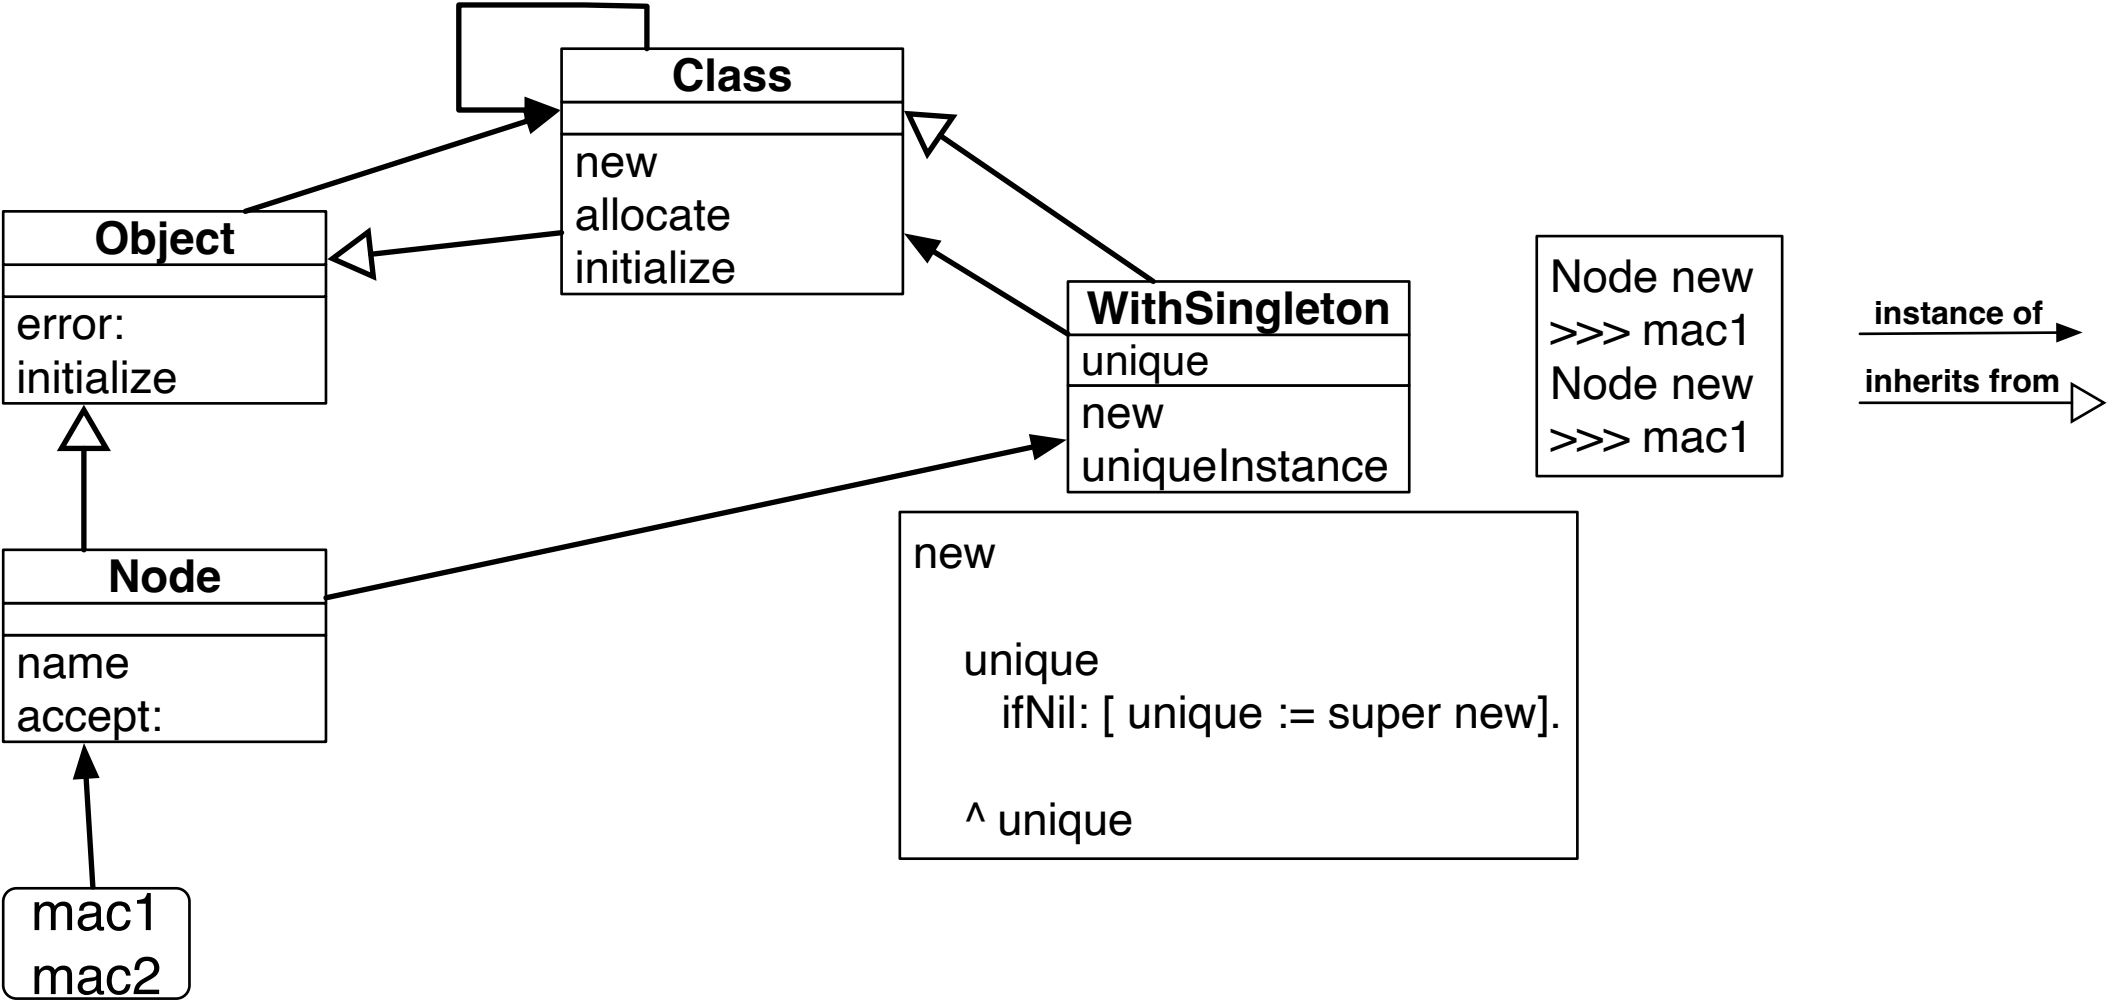 Class
new
allocate
initialize
Object
error:
initialize
WithSingleton
unique
new
uniqueInstance
Node new
>>> mac1
Node new
>>> mac1
instance of
inherits from
Node
name
accept:
new
unique
ifNil: [ unique := super new].
^ unique
mac1
mac2